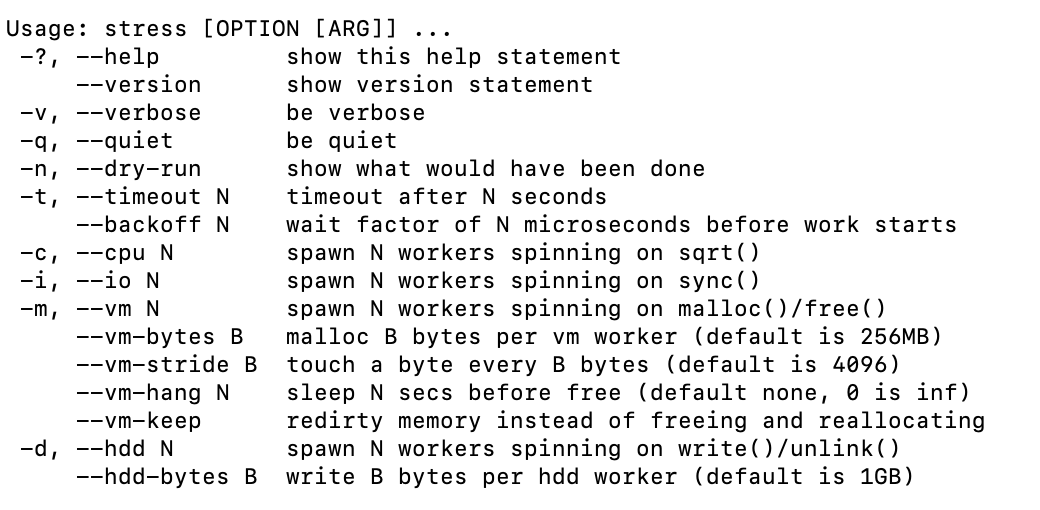 Usage: stress [OPTION [ARG]] ...
 -?, --help         show this help statement
     --version      show version statement
 -v, --verbose      be verbose
 -q, --quiet        be quiet
 -n, --dry-run      show what would have been done
 -t, --timeout N    timeout after N seconds
     --backoff N    wait factor of N microseconds before work starts
 -c, --cpu N        spawn N workers spinning on sqrt()
 -i, --io N         spawn N workers spinning on sync()
 -m, --vm N         spawn N workers spinning on malloc()/free()
     --vm-bytes B   malloc B bytes per vm worker (default is 256MB)
     --vm-stride B  touch a byte every B bytes (default is 4096)
     --vm-hang N    sleep N secs before free (default none, 0 is inf)
     --vm-keep      redirty memory instead of freeing and reallocating
 -d, --hdd N        spawn N workers spinning on write()/unlink()
     --hdd-bytes B  write B bytes per hdd worker (default is 1GB)